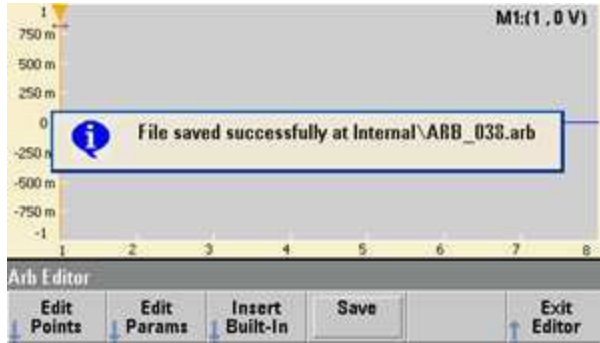 1
M1:(1 , 0 V)
750 m
500 m
250 m
0
File saved successfully at Internal\ARB_038.arb
-250 m
-500 m
-750 m
-1
1 2 3 4 5 6 7 8
Arb Editor
Edit Points
Edit Params
Insert Built-In
Save
Exit Editor